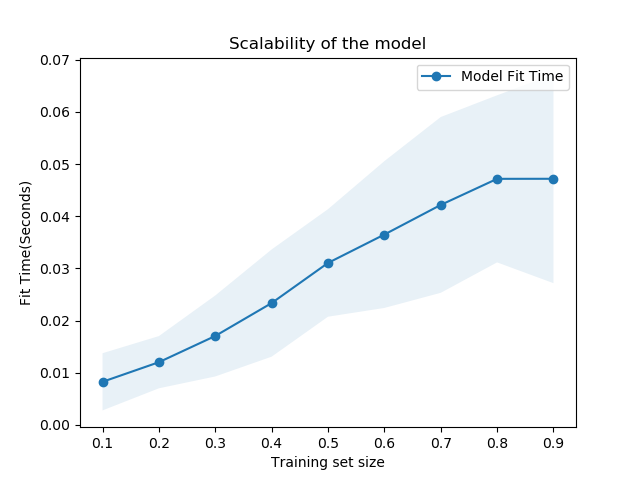 Scalability of the model
0.07
0.06
0.05
0.04
0.03
0.02
0.01
0.00
Fit Time(Seconds)
Model Fit Time
0.1 0.2 0.3 0.4 0.5 0.6 0.7 0.8 0.9
Training set size